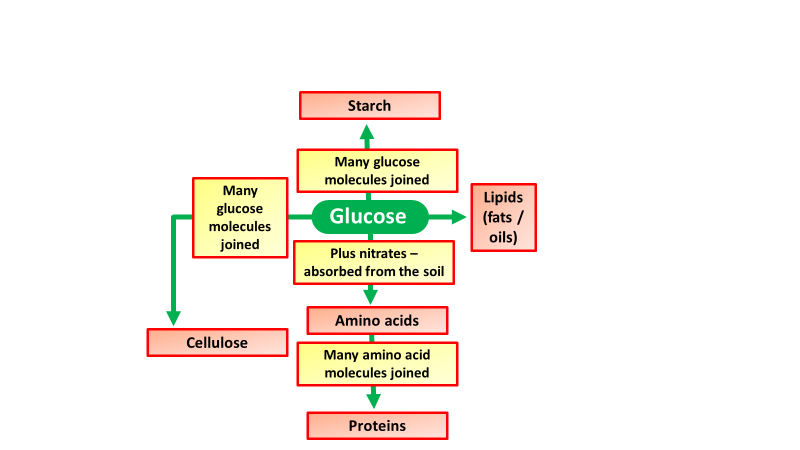 Starch
Many glucose
molecules joined
Many
glucose
molecules
joined
Glucose
Lipids
(fats /
oils)
Plus nitrates –
absorbed from the soil
Amino acids
Cellulose
Many amino acid
molecules joined
Proteins